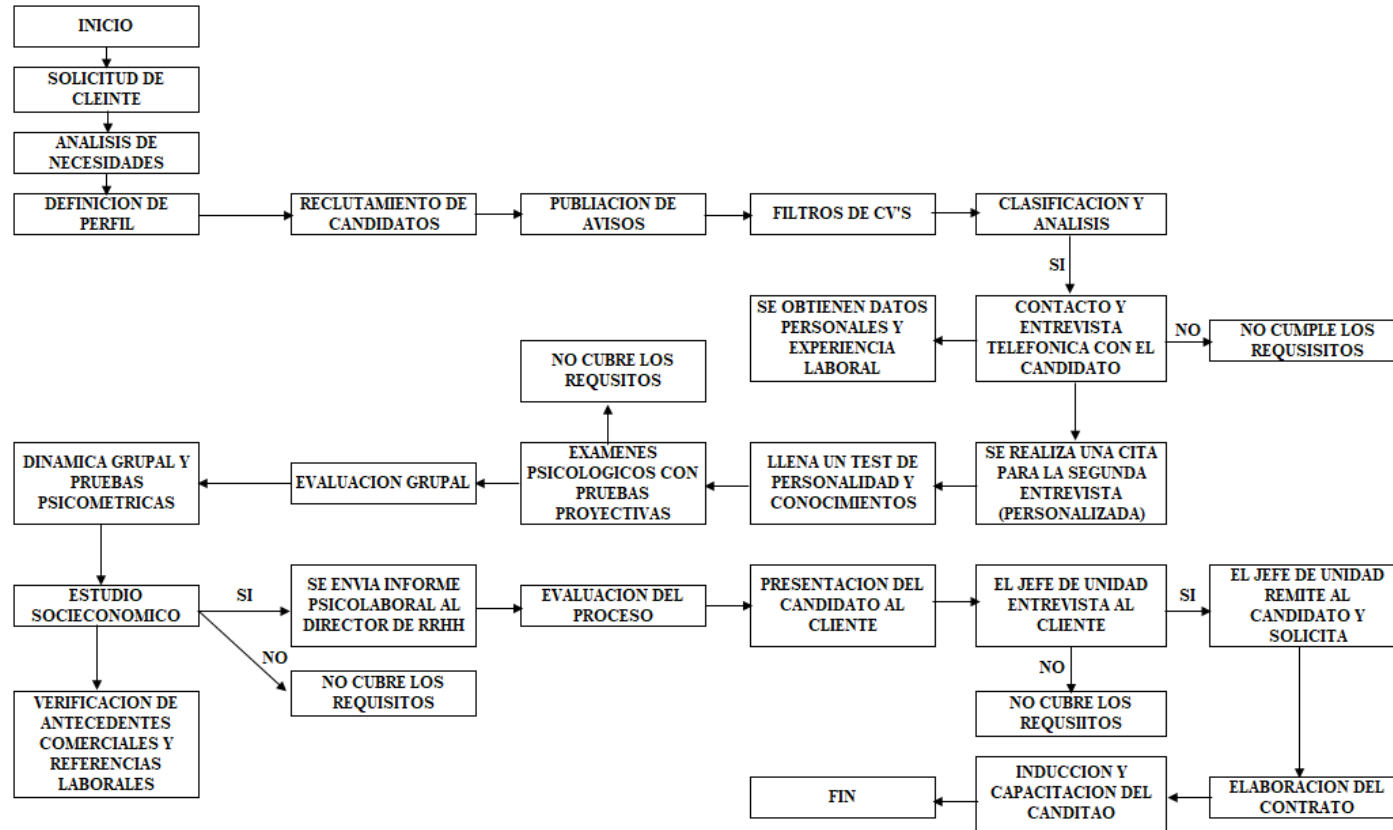 INICIO
SOLICITUD DE
CLEINTE
ANALISIS DE
NECESIDADES
DEFINICION DE
PERFIL
RECLUTAMIENTO DE
CANDIDATOS
PUBLIACION DE
AVISOS
FILTROS DE CV'S
CLASIFICACION Y
ANALISIS
SI
SE OBTIENEN DATOS
PERSONALES Y
EXPERIENCIA
LABORAL
CONTACTO Y
ENTREVISTA
TELEFONICA CON EL
CANDIDATO
NO
NO CUMPLE LOS
REQUSISITOS
NO CUBRE LOS
REQUSITOS
DINAMICA GRUPAL Y
PRUEBAS
PSICOMETRICAS
EVALUACION GRUPAL
EXAMENES
PSICOLOGICOS CON
PRUEBAS
PROYECTIVAS
LLENA UN TEST DE
PERSONALIDAD Y
CONOCIMIENTOS
SE REALIZA UNA CITA
PARA LA SEGUNDA
ENTREVISTA
(PERSONALIZADA)
ESTUDIO
SOCIECONOMICO
SI
SE ENVIA INFORME
PSICOLABORAL AL
DIRECTOR DE RRHH
EVALUACION DEL
PROCESO
PRESENTACION DEL
CANDIDATO AL
CLIENTE
EL JEFE DE UNIDAD
ENTREVISTA AL
CLIENTE
SI
EL JEFE DE UNIDAD
REMITE AL
CANDIDATO Y
SOLICITA
NO
NO CUBRE LOS
REQUISITOS
NO
NO CUBRE LOS
REQUSIITOS
VERIFICACION DE
ANTECEDENTES
COMERCIALES Y
REFERENCIAS
LABORALES
FIN
INDUCCION Y
CAPACITACION DEL
CANDITAO
ELABORACION DEL
CONTRATO